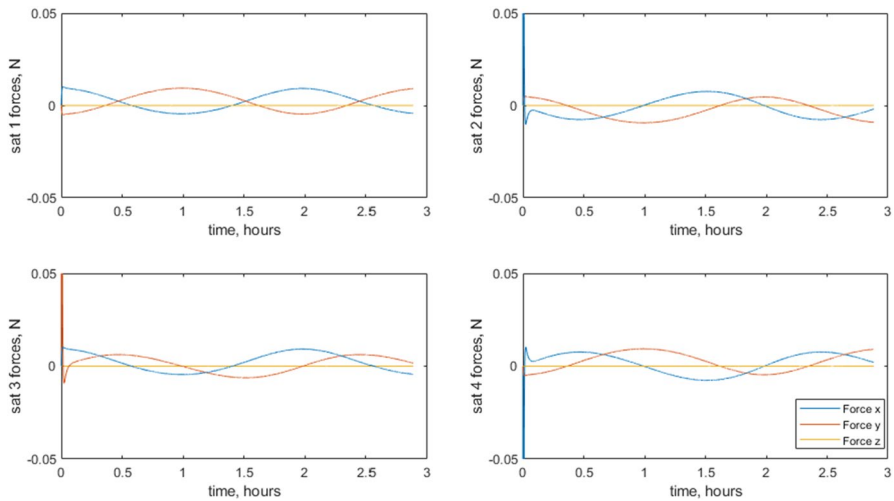 0.05
0
-0.05
sat 1 forces, N
0 0.5 1 1.5 2 2.5 3
time, hours
0.05
0
-0.05
sat 2 forces, N
0 0.5 1 1.5 2 2.5 3
time, hours
0.05
0
-0.05
sat 3 forces, N
0 0.5 1 1.5 2 2.5 3
time, hours
0.05
0
-0.05
sat 4 forces, N
0 0.5 1 1.5 2 2.5 3
time, hours
Force x
Force y
Force z